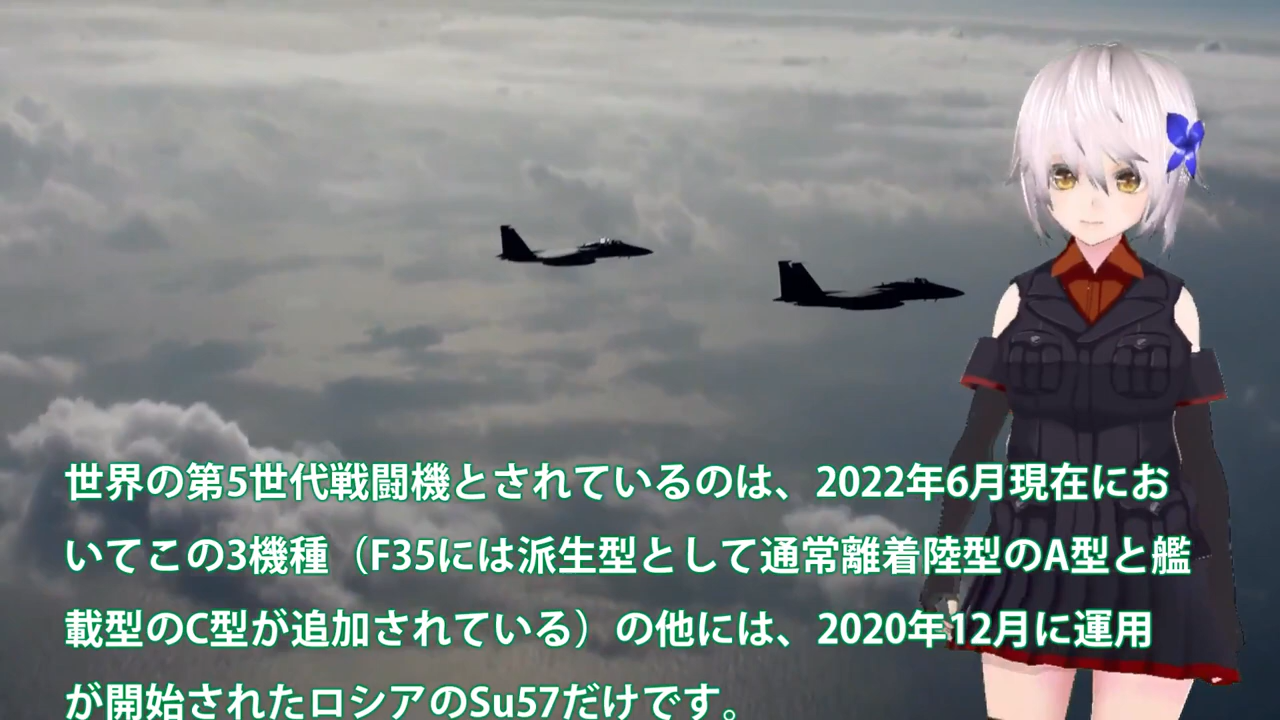 世界の第5世代戦闘機とされているのは、2022年6月現在にお
いてこの3機種（F35には派生型として通常離着陸型のA型と艦
載型のC型が追加されている）の他には、2020年12月に運用
が開始されたロシアのSu57だけです。